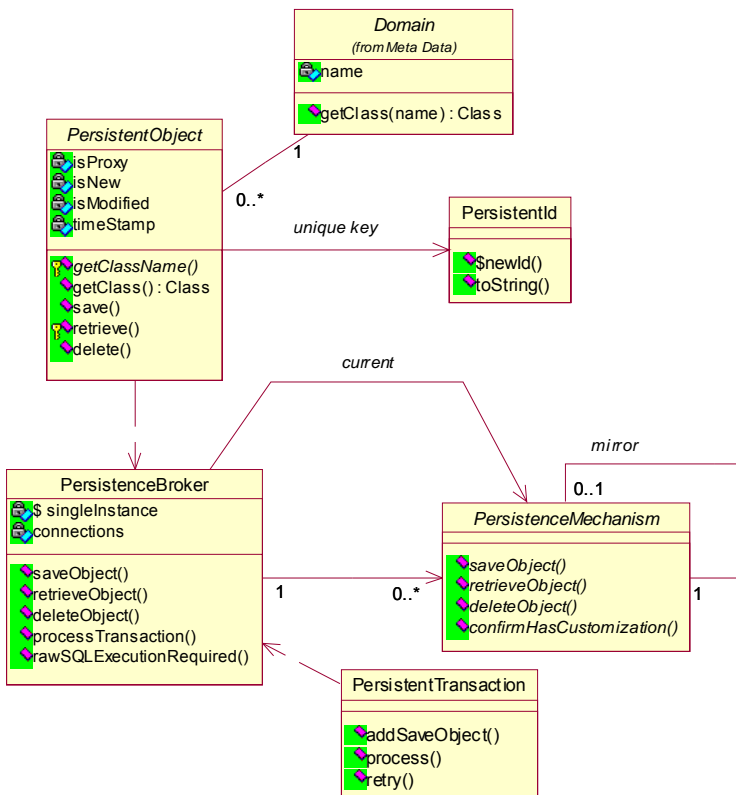 Domain
(from Meta Data)
name
getClass(name) : Class
PersistentObject
isProxy
isNew
isModified
timeStamp
getClassName()
getClass() : Class
save()
retrieve()
delete()
1
0..*
unique key
PersistentId
$newId()
toString()
current
mirror
PersistenceBroker
$ singleInstance
connections
saveObject()
retrieveObject()
deleteObject()
processTransaction()
rawSQLExecutionRequired()
1
0..*
0..1
PersistenceMechanism
saveObject()
retrieveObject()
deleteObject()
confirmHasCustomization()
1
PersistentTransaction
addSaveObject()
process()
retry()